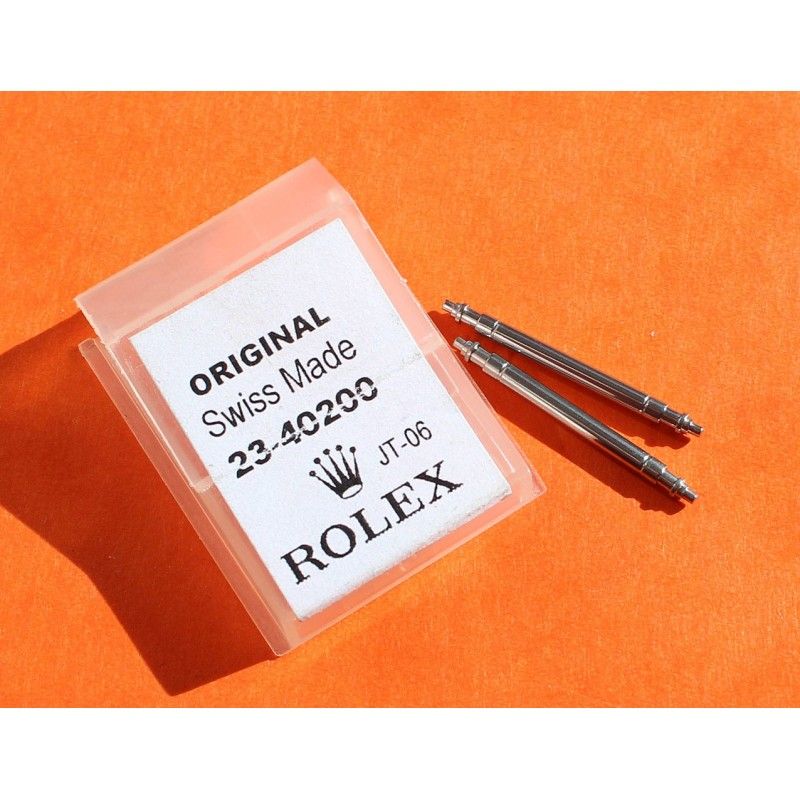 ORIGINAL
Swiss Made
23-40200
JT-06
ROLEX